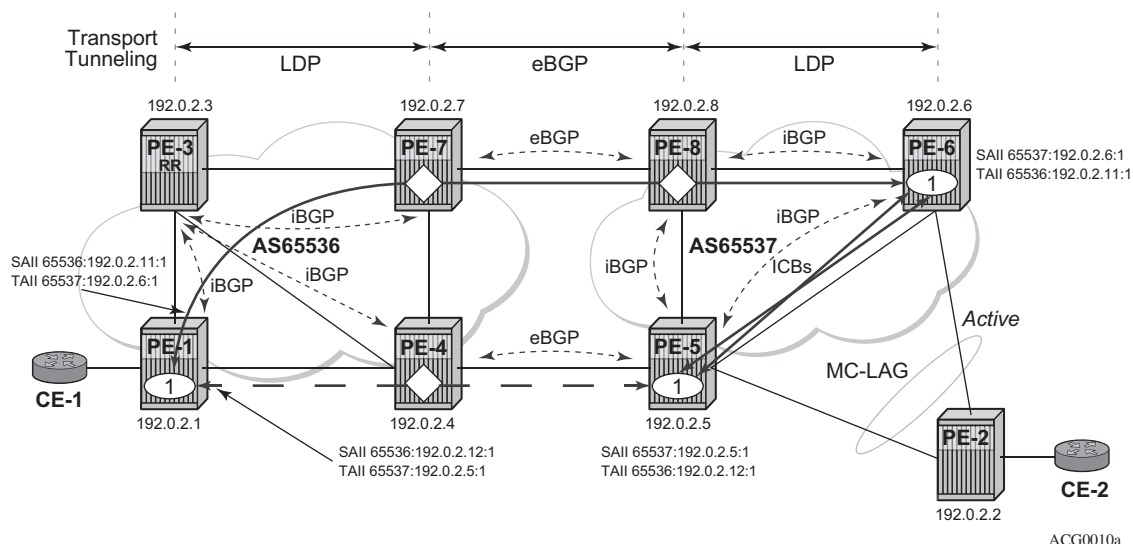 Transport
Tunneling
LDP
eBGP
LDP
192.0.2.3
192.0.2.7
192.0.2.8
192.0.2.6
PE-3
RR
PE-7
eBGP
PE-8
iBGP
PE-6
1
SAII 65537:192.0.2.6:1
TAII 65536:192.0.2.11:1
iBGP
AS65536
iBGP
iBGP
AS65537
iBGP
iBGP
ICBs
SAII 65536:192.0.2.11:1
TAII 65537:192.0.2.6:1
PE-1
1
PE-4
eBGP
PE-5
1
Active
MC-LAG
CE-1
192.0.2.1
192.0.2.4
192.0.2.5
PE-2
CE-2
SAII 65536:192.0.2.12:1
TAII 65537:192.0.2.5:1
SAII 65537:192.0.2.5:1
TAII 65536:192.0.2.12:1
192.0.2.2
ACG0010a